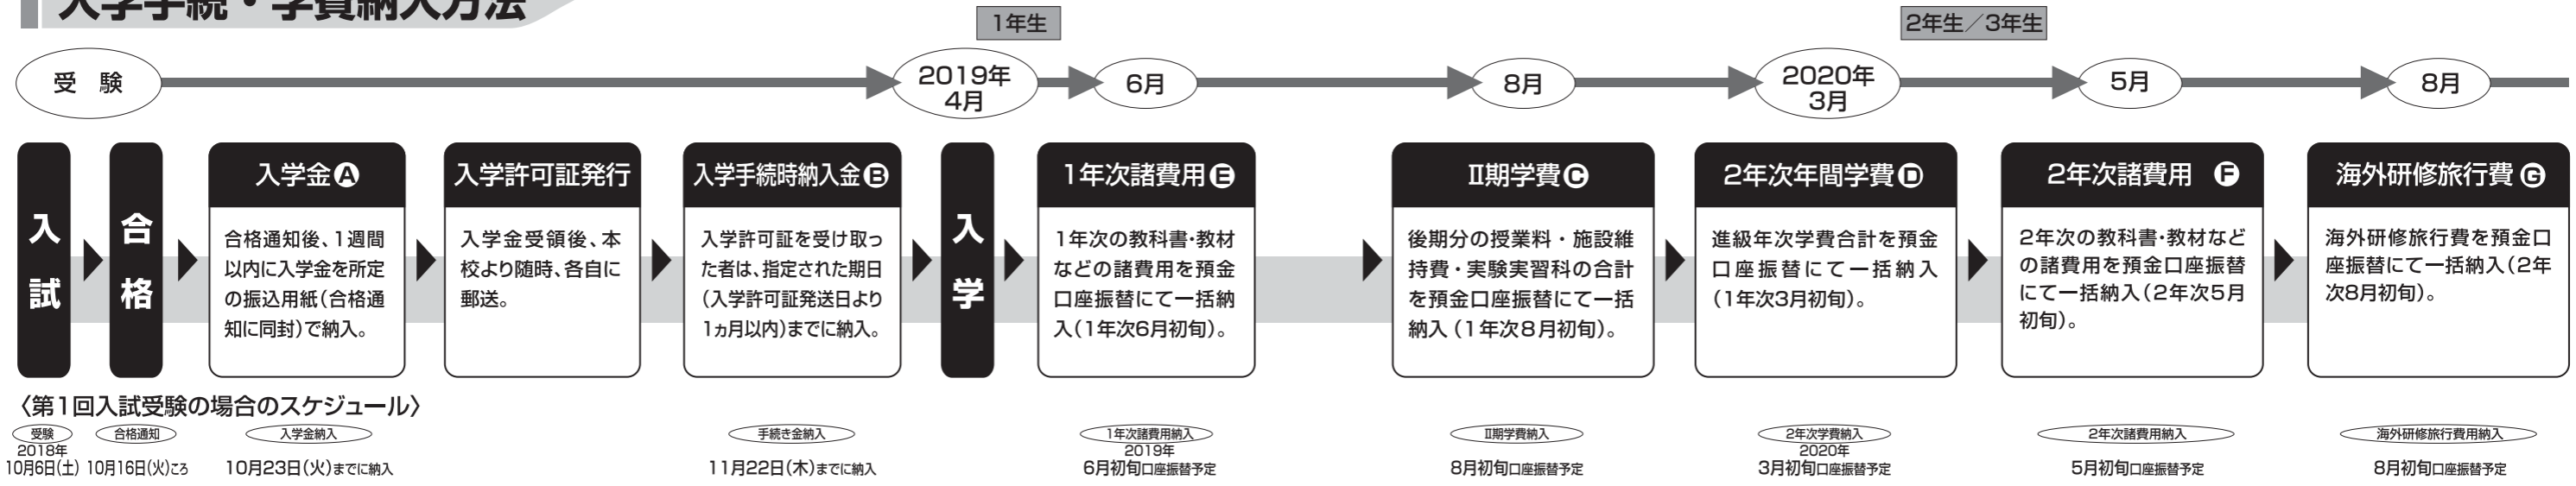 入学手続・学費納入方法
1年生
2年生／3年生
受 験
2019年
4月
6月
8月
2020年
3月
5月
8月
入試
合格
入学金Ⓐ
合格通知後、1週間
以内に入学金を所定
の振込用紙（合格通
知に同封）で納入。
入学許可証発行
入学金受領後、本
校より随時、各自に
郵送。
入学手続時納入金Ⓑ
入学許可証を受け取っ
た者は、指定された期日
（入学許可証発送日より
1ヵ月以内）までに納入。
入学
1年次諸費用Ⓔ
1年次の教科書・教材
などの諸費用を預金
口座振替にて一括納
入（1年次6月初旬）。
Ⅱ期学費Ⓒ
後期分の授業料・施設維
持費・実験実習科の合計
を預金口座振替にて一括
納入（1年次8月初旬）。
2年次年間学費Ⓓ
進級年次学費合計を預金
口座振替にて一括納入
（1年次3月初旬）。
2年次諸費用 Ⓕ
2年次の教科書・教材など
の諸費用を預金口座振替
にて一括納入（2年次5月
初旬）。
海外研修旅行費Ⓖ
海外研修旅行費を預金口
座振替にて一括納入（2年
次8月初旬）。
〈第1回入試受験の場合のスケジュール〉
受験
2018年
10月6日（土）
合格通知
10月16日（火）ころ
入学金納入
10月23日（火）までに納入
手続き金納入
11月22日（木）までに納入
1年次諸費用納入
2019年
6月初旬口座振替予定
Ⅱ期学費納入
8月初旬口座振替予定
2年次学費納入
2020年
3月初旬口座振替予定
2年次諸費用納入
5月初旬口座振替予定
海外研修旅行費用納入
8月初旬口座振替予定